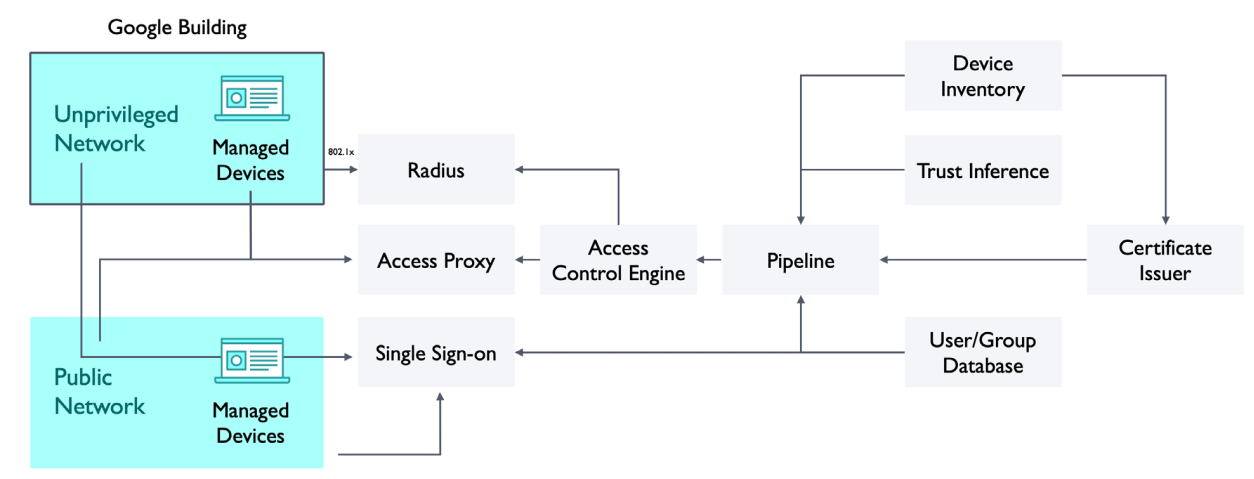 Google Building
Unprivileged
Network
Managed
Devices
802.1x
Radius
Access Proxy
Access
Control Engine
Pipeline
Device
Inventory
Trust Inference
Certificate
Issuer
Public
Network
Managed
Devices
Single Sign-on
User/Group
Database